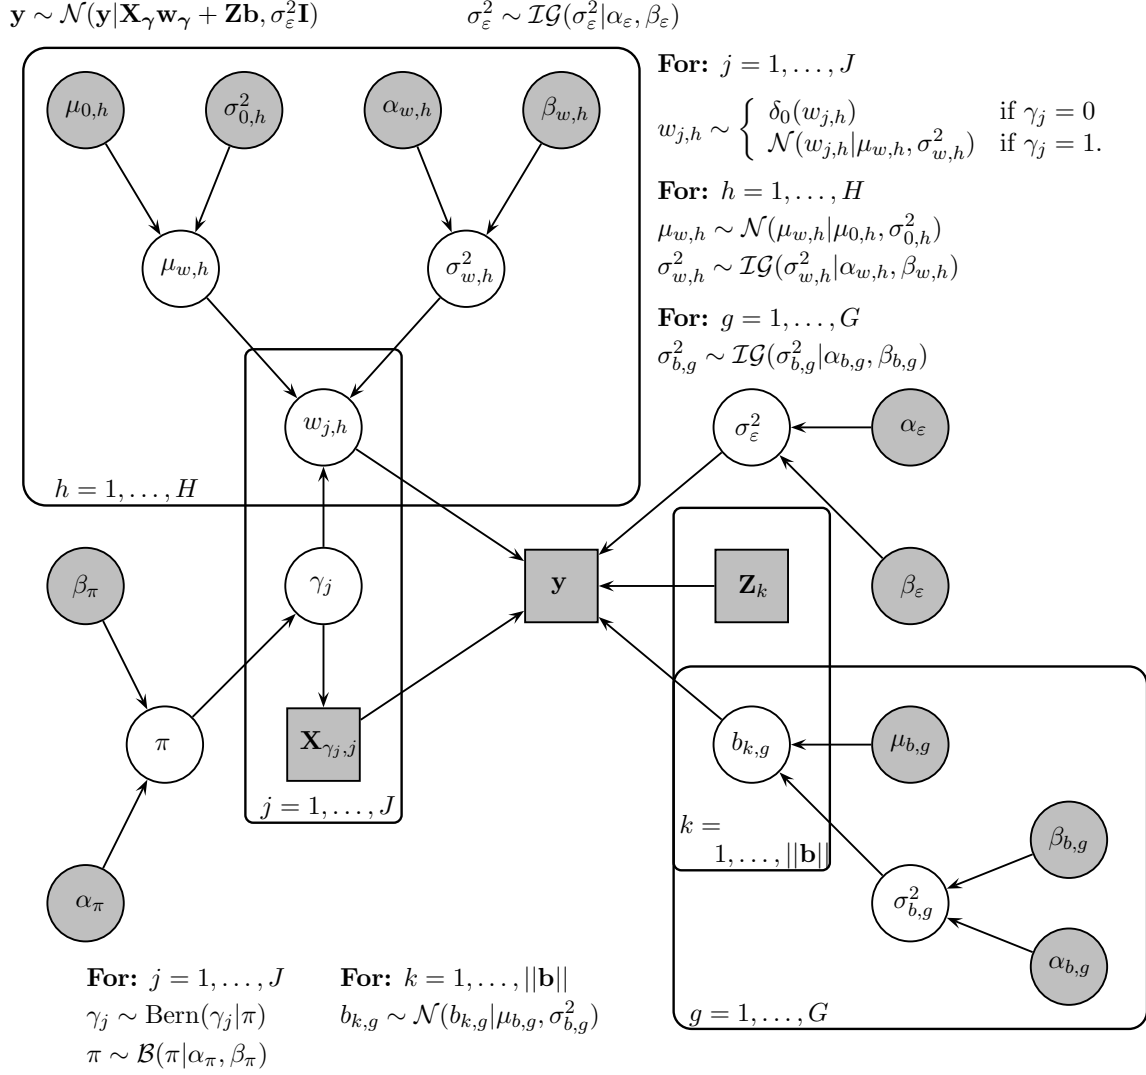 y ∼ 𝒩(y|X_γ w_γ + Zb, σ²_ε I)
σ²_ε ∼ ℐ𝒢(σ²_ε|α_ε, β_ε)
For: j = 1, . . . , J
w_{j,h} ∼ { δ_0(w_{j,h}) if γ_j = 0
𝒩(w_{j,h}|μ_{w,h}, σ²_{w,h}) if γ_j = 1.
For: h = 1, . . . , H
μ_{w,h} ∼ 𝒩(μ_{w,h}|μ_{0,h}, σ²_{0,h})
σ²_{w,h} ∼ ℐ𝒢(σ²_{w,h}|α_{w,h}, β_{w,h})
For: g = 1, . . . , G
σ²_{b,g} ∼ ℐ𝒢(σ²_{b,g}|α_{b,g}, β_{b,g})
μ_{0,h}
σ²_{0,h}
α_{w,h}
β_{w,h}
μ_{w,h}
σ²_{w,h}
w_{j,h}
h = 1, . . . , H
σ²_ε
α_ε
β_π
γ_j
y
Z_k
β_ε
π
X_{γ_j,j}
j = 1, . . . , J
b_{k,g}
μ_{b,g}
k =
1, . . . , ||b||
β_{b,g}
α_π
σ²_{b,g}
α_{b,g}
g = 1, . . . , G
For: j = 1, . . . , J
γ_j ∼ Bern(γ_j|π)
π ∼ ℬ(π|α_π, β_π)
For: k = 1, . . . , ||b||
b_{k,g} ∼ 𝒩(b_{k,g}|μ_{b,g}, σ²_{b,g})